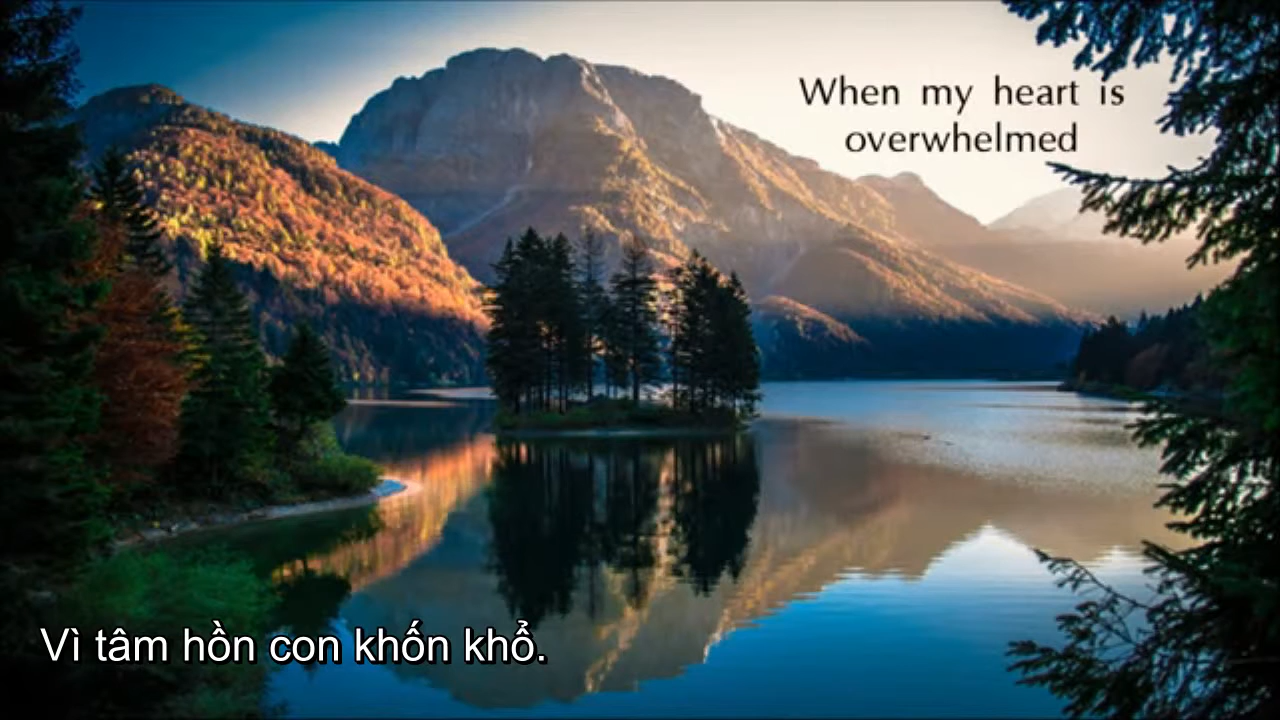 When my heart is
overwhelmed
Vì tâm hồn con khốn khổ.